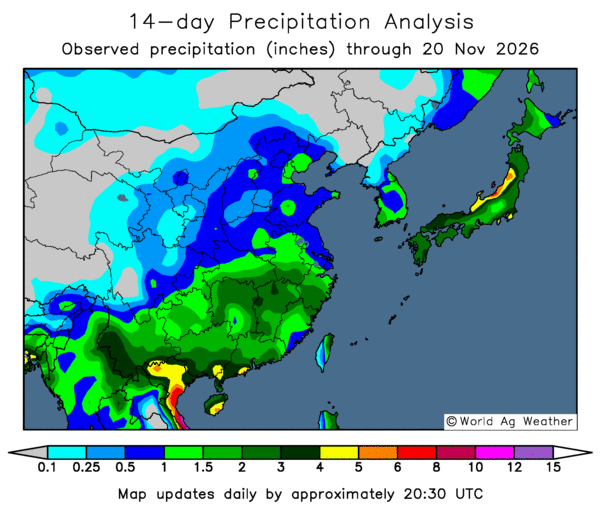 14-day Precipitation Analysis
Observed precipitation (inches) through 20 Nov 2026
© World Ag Weather
0.1 0.25 0.5 1 1.5 2 3 4 5 6 8 10 12 15
Map updates daily by approximately 20:30 UTC